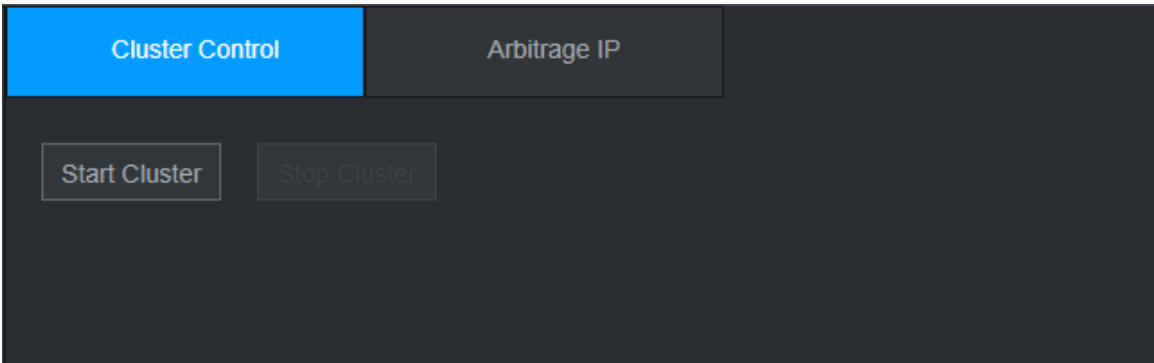 Cluster Control
Arbitrage IP
Start Cluster
Stop Cluster